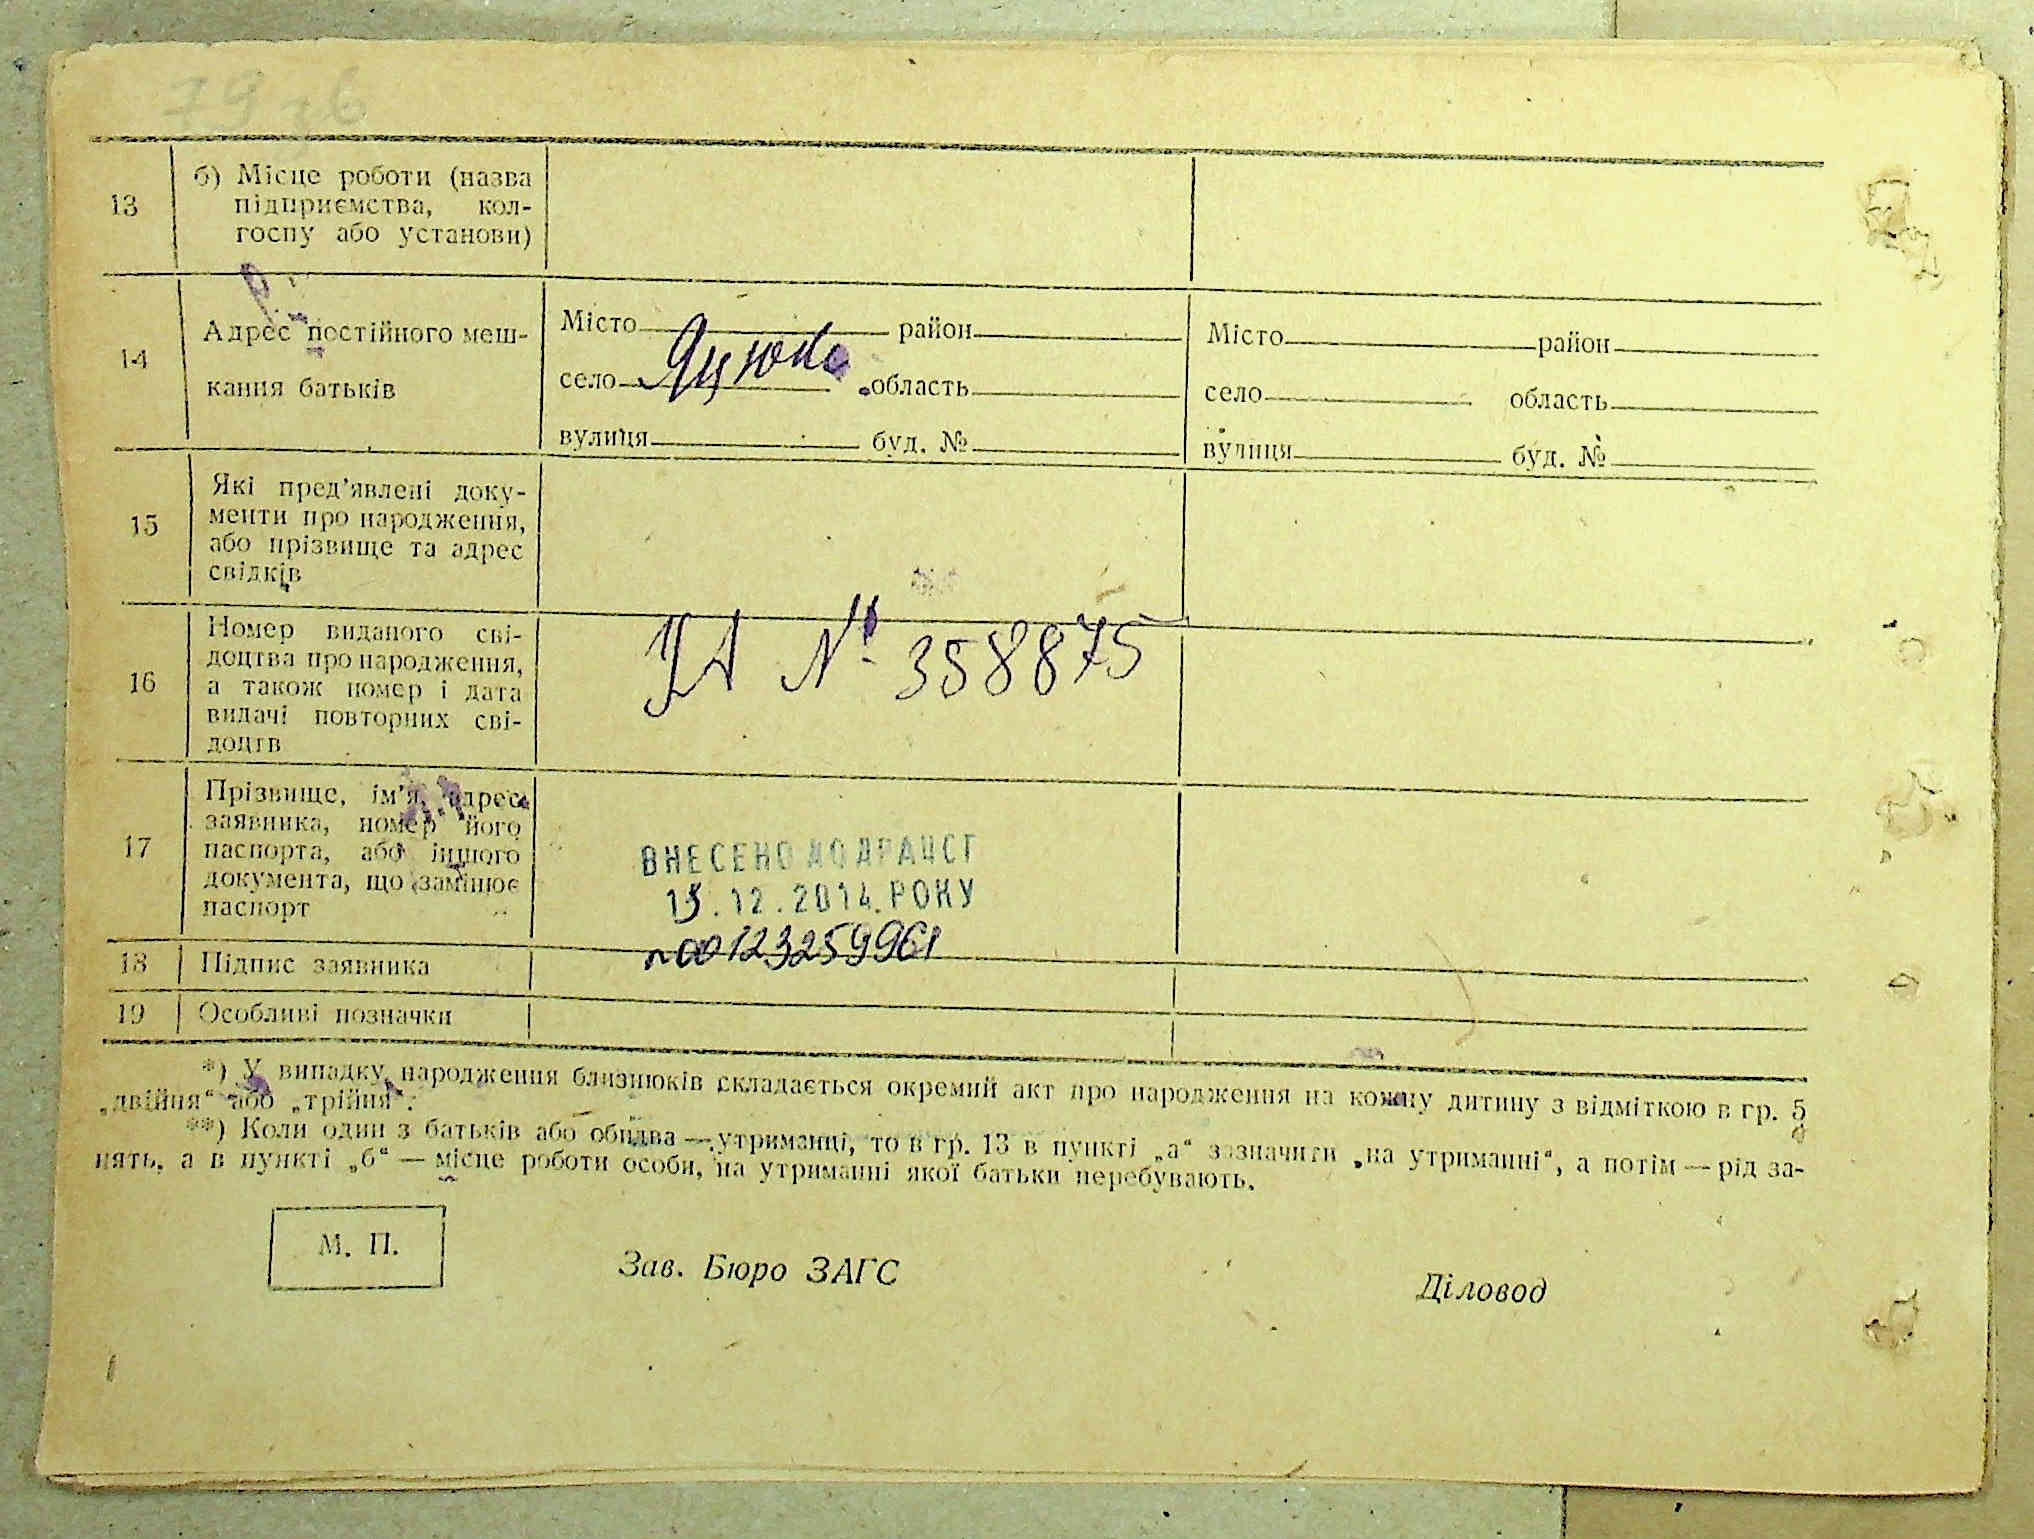 13
б) Місце роботи (назва
підприємства, кол-
госпу або установи)
14
Адрес постійного меш-
кання батьків
Місто район
село область
вулиця буд. №
Місто район
село область
вулиця буд. №
15
Які пред’явлені доку-
менти про народження,
або прізвище та адрес
свідків
16
Номер виданого сві-
доцтва про народження,
а також номер і дата
видачі повторних сві-
доцтв
УА № 358875
17
Прізвище, ім’я, адрес
заявника, номер його
паспорта, або іншого
документа, що замінює
паспорт
ВНЕСЕНО ДО ДРАЦСГ
15.12.2014. РОКУ
00123259961
18
Підпис заявника
19
Особливі позначки
*) У випадку народження близнюків складається окремий акт про народження на кожну дитину з відміткою в гр. 5
„двійня“ або „трійня“.
**) Коли один з батьків або обидва — утриманці, то в гр. 13 в пункті „а“ зазначити „на утриманні“, а потім — рід за-
нять, а в пункті „б“ — місце роботи особи, на утриманні якої батьки перебувають.
М. П.
Зав. Бюро ЗАГС
Діловод